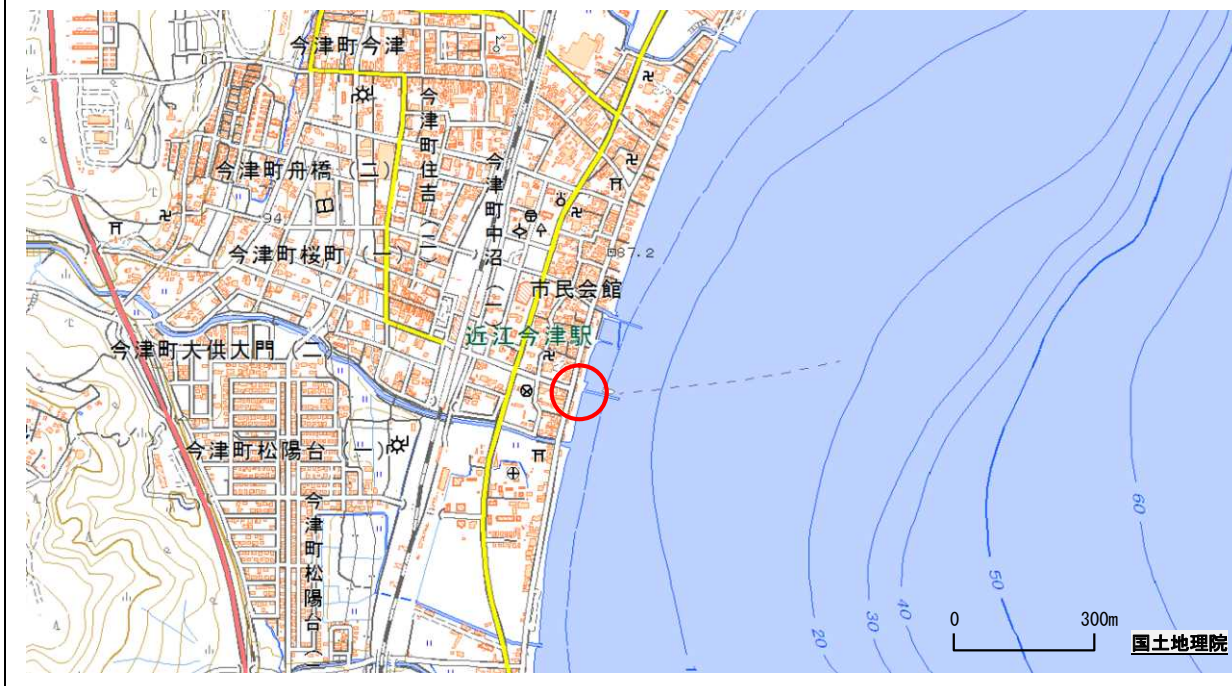 今津町今津
今津町住吉(二)
今津町舟橋(二)
今津町中沼(一)
94
今津町桜町(一)(二)
87.2
市民会館
近江今津駅
今津町大供大門(二)
今津町松陽台(一)
今津町松陽台(二)
60
50
40
30
20
1
0 300m
国土地理院